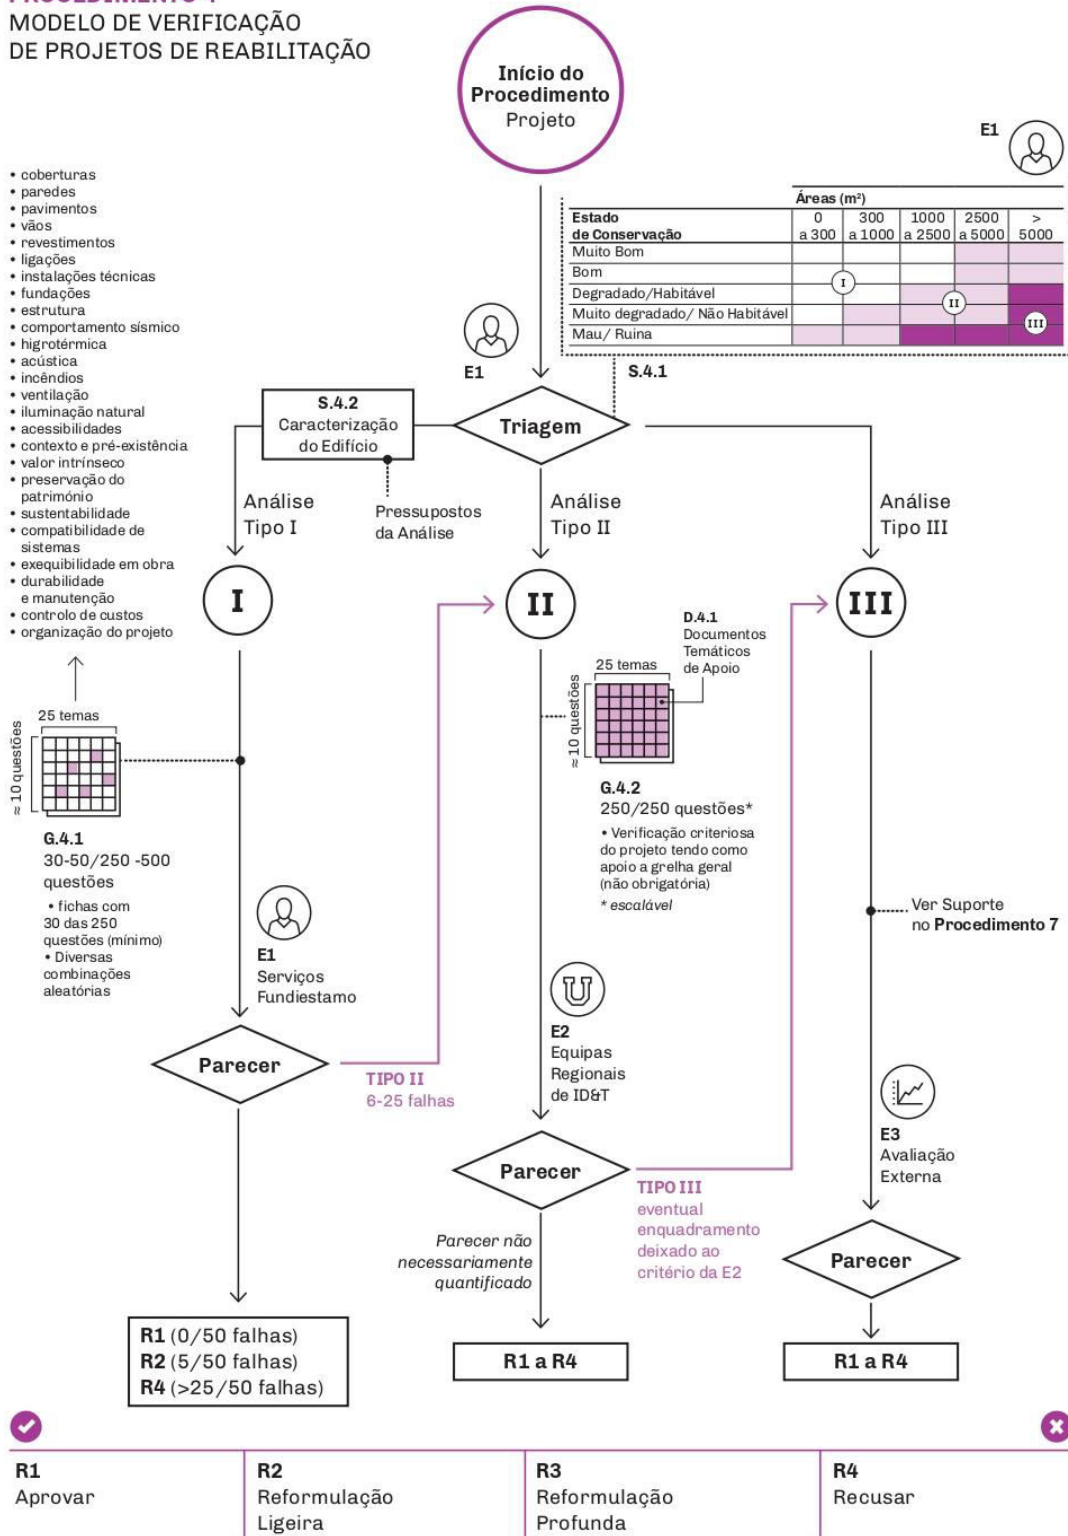 MODELO DE VERIFICAÇÃO
DE PROJETOS DE REABILITAÇÃO
Início do
Procedimento
Projeto
E1
Áreas (m²)
Estado
de Conservação
0
a 300
300
a 1000
1000
a 2500
2500
a 5000
>
5000
Muito Bom
Bom
Degradado/Habitável
Muito degradado/ Não Habitável
Mau/ Ruina
I
II
III
S.4.1
• coberturas
• paredes
• pavimentos
• vãos
• revestimentos
• ligações
• instalações técnicas
• fundações
• estrutura
• comportamento sísmico
• higrotérmica
• acústica
• incêndios
• ventilação
• iluminação natural
• acessibilidades
• contexto e pré-existência
• valor intrínseco
• preservação do
património
• sustentabilidade
• compatibilidade de
sistemas
• exequibilidade em obra
• durabilidade
e manutenção
• controlo de custos
• organização do projeto
E1
Triagem
S.4.2
Caracterização
do Edifício
Pressupostos
da Análise
Análise
Tipo I
Análise
Tipo II
Análise
Tipo III
I
II
III
25 temas
≈ 10 questões
G.4.1
30-50/250 -500
questões
• fichas com
30 das 250
questões (mínimo)
• Diversas
combinações
aleatórias
E1
Serviços
Fundiestamo
Parecer
TIPO II
6-25 falhas
R1 (0/50 falhas)
R2 (5/50 falhas)
R4 (>25/50 falhas)
D.4.1
Documentos
Temáticos
de Apoio
25 temas
≈ 10 questões
G.4.2
250/250 questões*
• Verificação criteriosa
do projeto tendo como
apoio a grelha geral
(não obrigatória)
* escalável
E2
Equipas
Regionais
de ID&T
Parecer
TIPO III
eventual
enquadramento
deixado ao
critério da E2
Parecer não
necessariamente
quantificado
R1 a R4
Ver Suporte
no Procedimento 7
E3
Avaliação
Externa
Parecer
R1 a R4
R1
Aprovar
R2
Reformulação
Ligeira
R3
Reformulação
Profunda
R4
Recusar